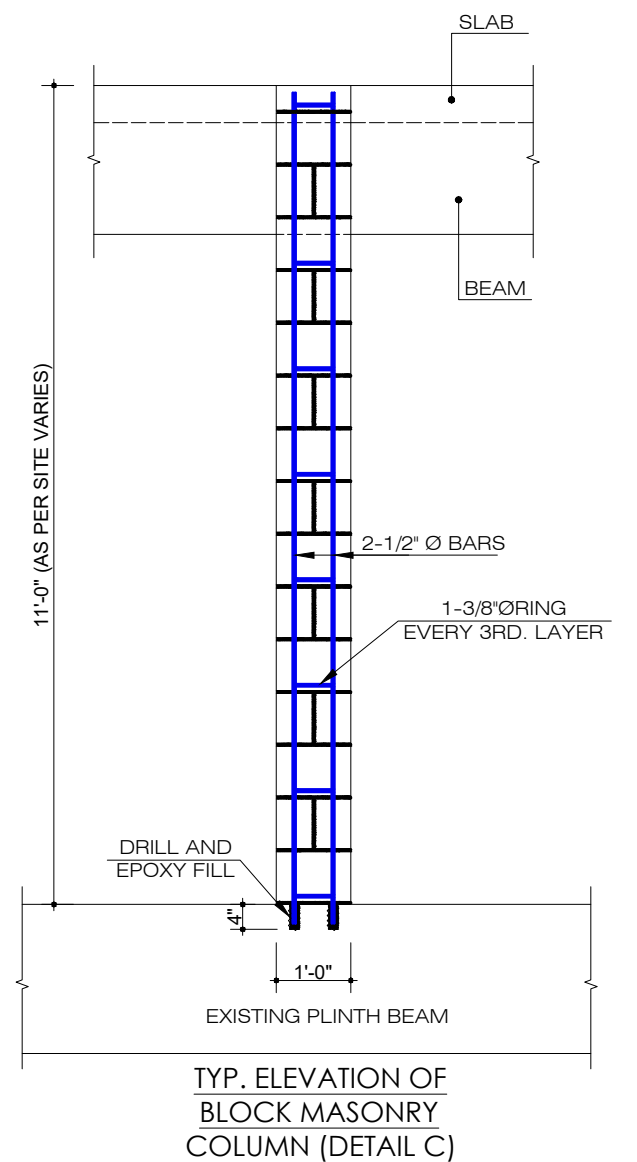 SLAB
BEAM
11'-0" (AS PER SITE VARIES)
2-1/2" Ø BARS
1-3/8"ØRING
EVERY 3RD. LAYER
DRILL AND
EPOXY FILL
4"
1'-0"
EXISTING PLINTH BEAM
TYP. ELEVATION OF
BLOCK MASONRY
COLUMN (DETAIL C)